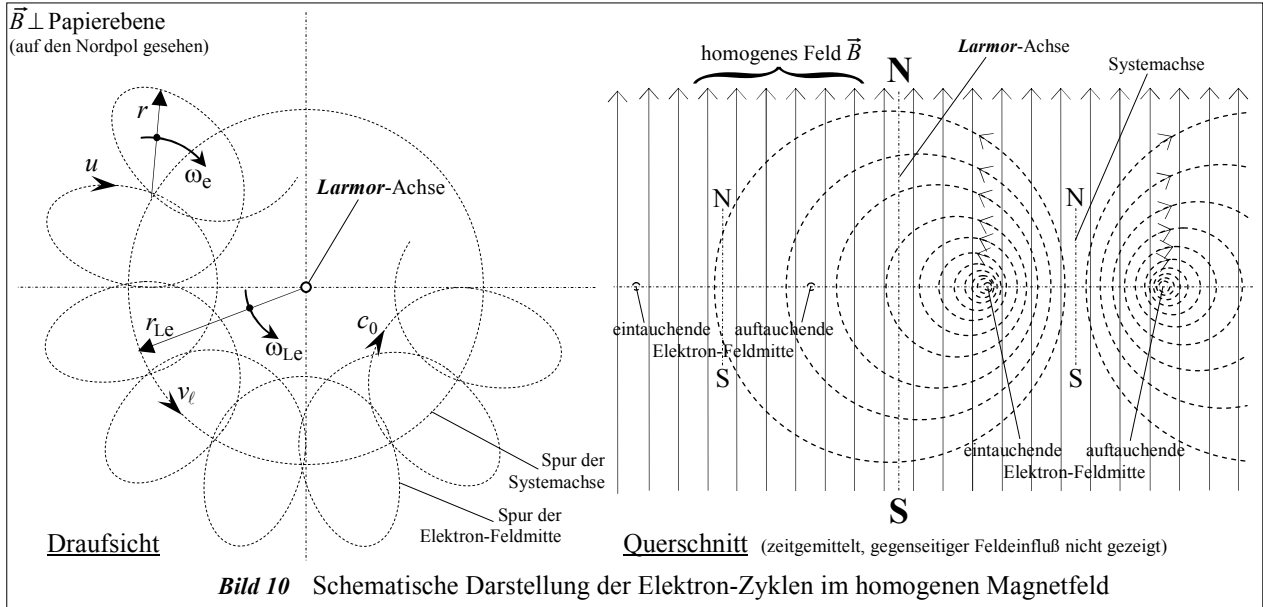 B⃗ ⊥ Papierebene
(auf den Nordpol gesehen)
r
ωe
u
Larmor-Achse
rLe
ωLe
c0
vℓ
Spur der
Systemachse
Spur der
Elektron-Feldmitte
Draufsicht
homogenes Feld B⃗
N
Larmor-Achse
Systemachse
N
N
eintauchende
auftauchende
Elektron-Feldmitte
S
S
eintauchende
auftauchende
Elektron-Feldmitte
S
Querschnitt (zeitgemittelt, gegenseitiger Feldeinfluß nicht gezeigt)
Bild 10 Schematische Darstellung der Elektron-Zyklen im homogenen Magnetfeld